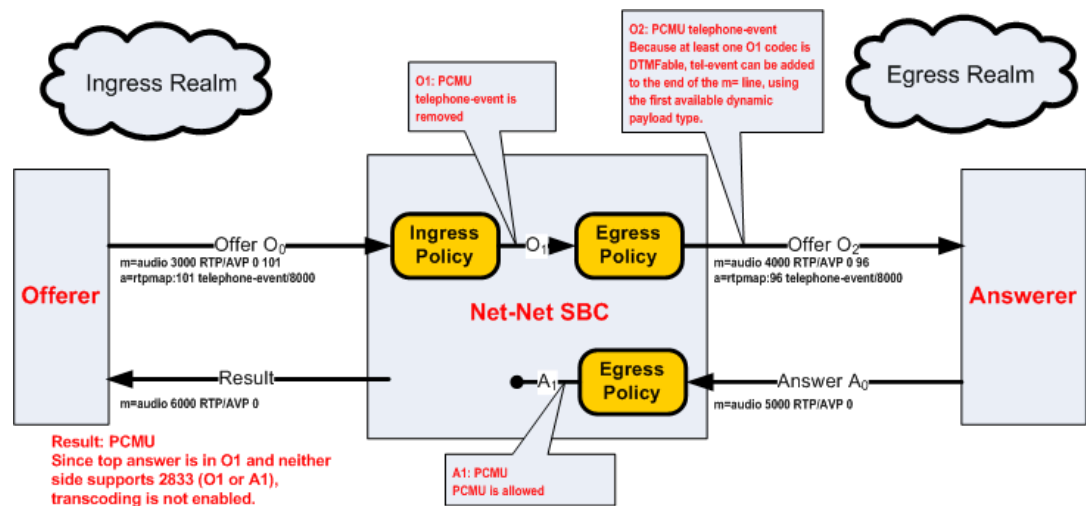 Ingress Realm
O1: PCMU
telephone-event is
removed
O2: PCMU telephone-event
Because at least one O1 codec is
DTMFable, tel-event can be added
to the end of the m= line, using
the first available dynamic
payload type.
Egress Realm
Offerer
Offer O0
m=audio 3000 RTP/AVP 0 101
a=rtpmap:101 telephone-event/8000
Ingress
Policy
O1
Egress
Policy
Offer O2
m=audio 4000 RTP/AVP 0 96
a=rtpmap:96 telephone-event/8000
Answerer
Net-Net SBC
Result
m=audio 6000 RTP/AVP 0
A1
Egress
Policy
Answer A0
m=audio 5000 RTP/AVP 0
Result: PCMU
Since top answer is in O1 and neither
side supports 2833 (O1 or A1),
transcoding is not enabled.
A1: PCMU
PCMU is allowed